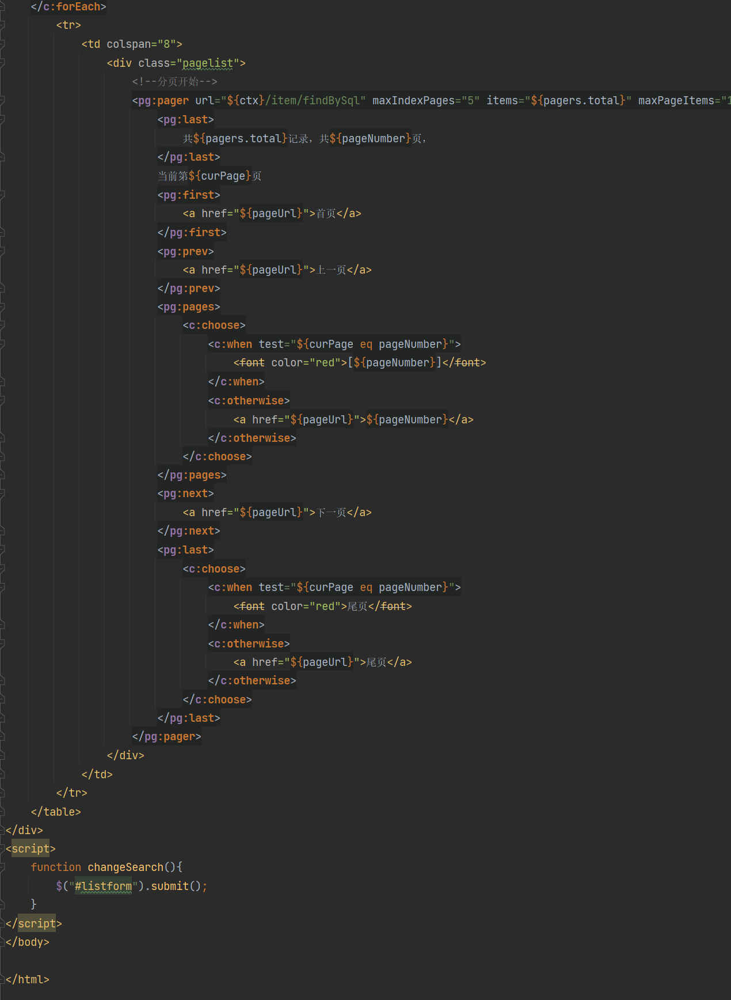 </c:forEach>
<tr>
<td colspan="8">
<div class="pagelist">
<!--分页开始-->
<pg:pager url="${ctx}/item/findBySql" maxIndexPages="5" items="${pagers.total}" maxPageItems="1
<pg:last>
共${pagers.total}记录，共${pageNumber}页，
</pg:last>
当前第${curPage}页
<pg:first>
<a href="${pageUrl}">首页</a>
</pg:first>
<pg:prev>
<a href="${pageUrl}">上一页</a>
</pg:prev>
<pg:pages>
<c:choose>
<c:when test="${curPage eq pageNumber}">
<font color="red">[${pageNumber}]</font>
</c:when>
<c:otherwise>
<a href="${pageUrl}">${pageNumber}</a>
</c:otherwise>
</c:choose>
</pg:pages>
<pg:next>
<a href="${pageUrl}">下一页</a>
</pg:next>
<pg:last>
<c:choose>
<c:when test="${curPage eq pageNumber}">
<font color="red">尾页</font>
</c:when>
<c:otherwise>
<a href="${pageUrl}">尾页</a>
</c:otherwise>
</c:choose>
</pg:last>
</pg:pager>
</div>
</td>
</tr>
</table>
</div>
<script>
function changeSearch(){
$("#listform").submit();
}
</script>
</body>
</html>